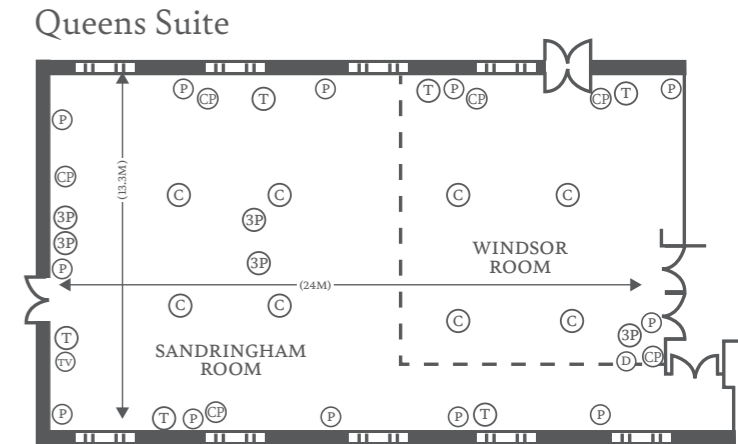 Queens Suite
P CP T P T P CP CP T P
P
CP
(13.3M)
C C C C
3P 3P
3P
WINDSOR
ROOM
3P
P
(24M)
C C C C
P
3P
T
SANDRINGHAM
ROOM
TV D CP
P T P CP P P T P